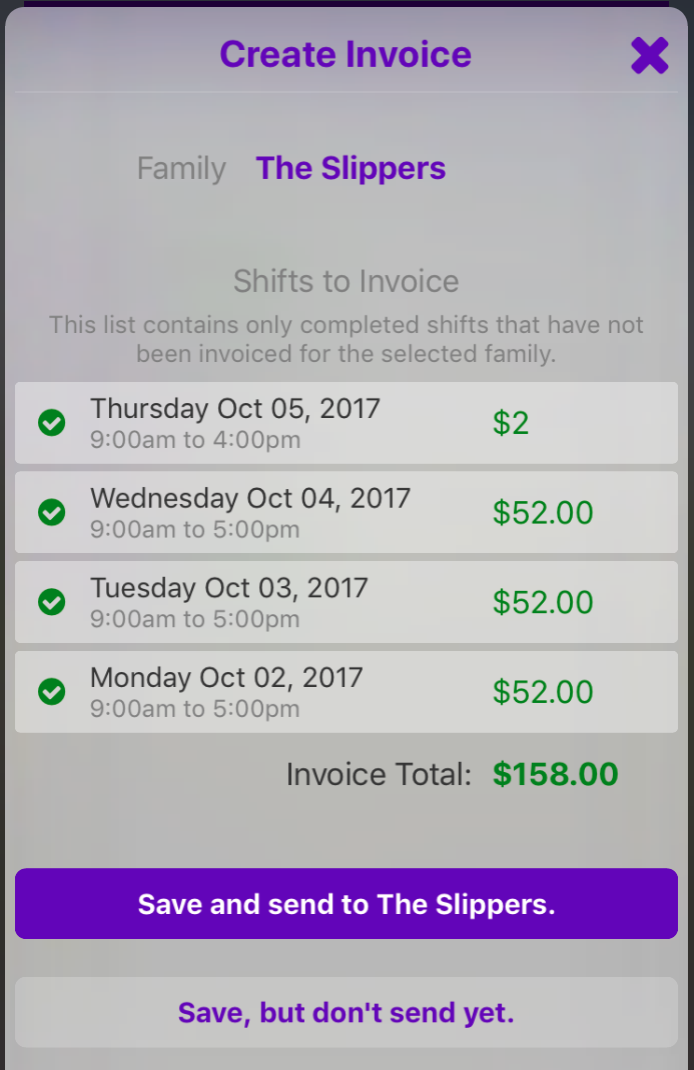 Create Invoice
Family The Slippers
Shifts to Invoice
This list contains only completed shifts that have not
been invoiced for the selected family.
Thursday Oct 05, 2017 $2
9:00am to 4:00pm
Wednesday Oct 04, 2017 $52.00
9:00am to 5:00pm
Tuesday Oct 03, 2017 $52.00
9:00am to 5:00pm
Monday Oct 02, 2017 $52.00
9:00am to 5:00pm
Invoice Total: $158.00
Save and send to The Slippers.
Save, but don't send yet.